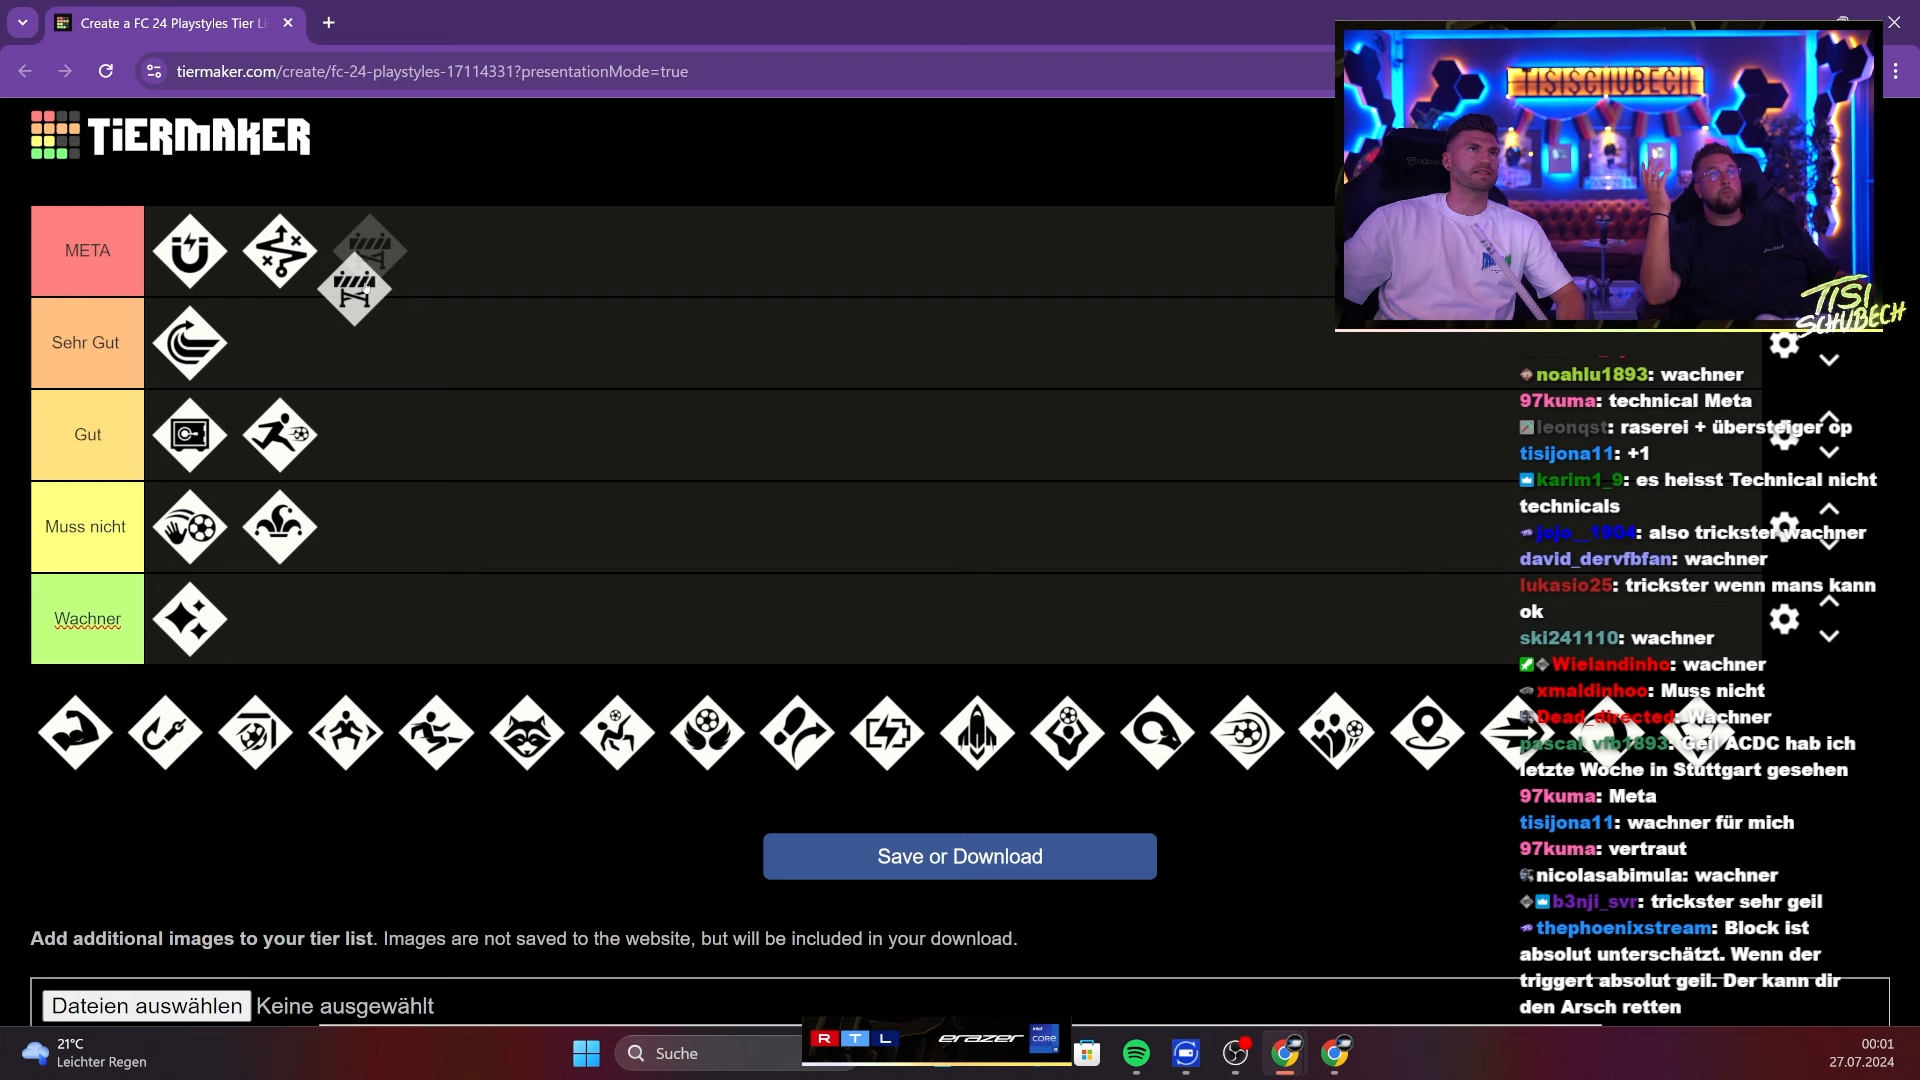 Create a FC 24 Playstyles Tier Li
tiermaker.com/create/fc-24-playstyles-17114331?presentationMode=true
TIERMAKER
TISISCHUBECH
TISI
SCHUBECH
META
Sehr Gut
Gut
Muss nicht
Wachner
noahlu1893: wachner
97kuma: technical Meta
leonqst: raserei + übersteiger op
tisijona11: +1
karim1_9: es heisst Technical nicht
technicals
jojo__1904: also trickster wachner
david_dervfbfan: wachner
lukasio25: trickster wenn mans kann
ok
ski241110: wachner
Wielandinho: wachner
xmaldinhoo: Muss nicht
Dead_directed: Wachner
pascal_vfb1893: Geil ACDC hab ich
letzte Woche in Stuttgart gesehen
97kuma: Meta
tisijona11: wachner für mich
97kuma: vertraut
nicolasabimula: wachner
b3nji_svr: trickster sehr geil
thephoenixstream: Block ist
absolut unterschätzt. Wenn der
triggert absolut geil. Der kann dir
den Arsch retten
Save or Download
Add additional images to your tier list. Images are not saved to the website, but will be included in your download.
Dateien auswählen Keine ausgewählt
21°C
Leichter Regen
Suche
RTL
erazer
intel
CORE
00:01
27.07.2024